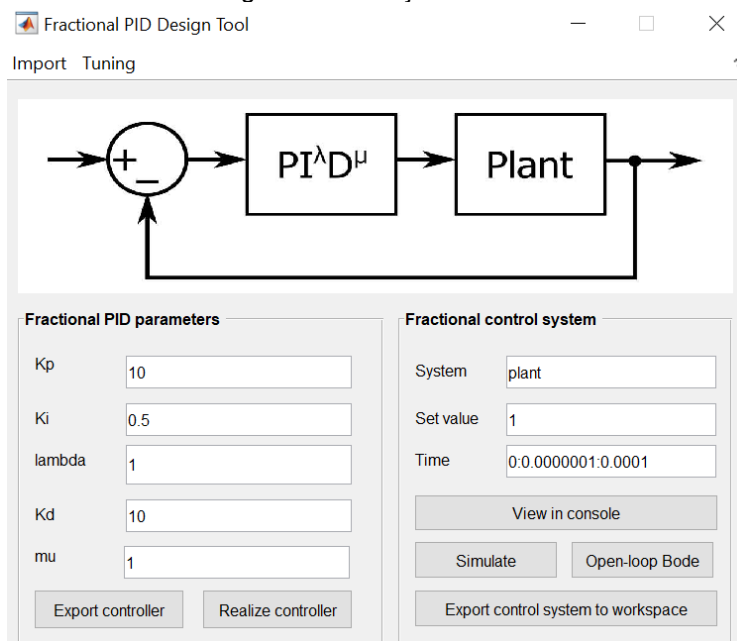 Fractional PID Design Tool
Import Tuning
+
−
PI^λD^μ
Plant
Fractional PID parameters
Kp
10
Ki
0.5
lambda
1
Kd
10
mu
1
Export controller
Realize controller
Fractional control system
System
plant
Set value
1
Time
0:0.0000001:0.0001
View in console
Simulate
Open-loop Bode
Export control system to workspace